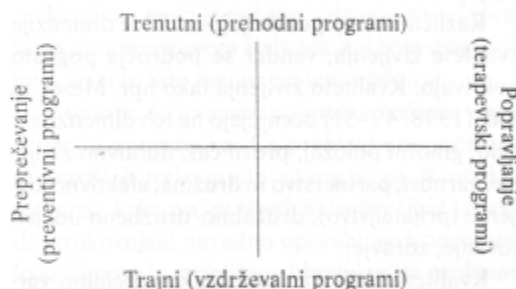 Trenutni (prehodni programi)
Preprečevanje
(preventivni programi)
(terapevtski programi)
Popravljanje
Trajni (vzdrževalni programi)